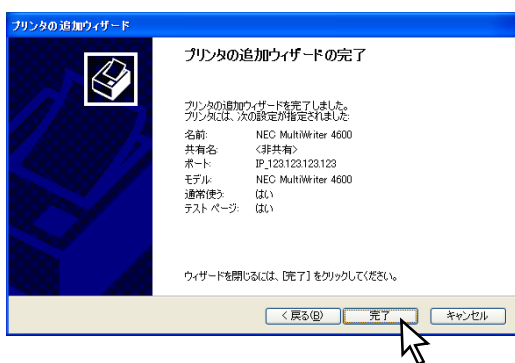 プリンタの追加ウィザード
プリンタの追加ウィザードの完了
プリンタの追加ウィザードを完了しました。
プリンタには、次の設定が指定されました:
名前: NEC MultiWriter 4600
共有名: <非共有>
ポート: IP_123.123.123.123
モデル: NEC MultiWriter 4600
通常使う: はい
テスト ページ: はい
ウィザードを閉じるには、[完了] をクリックしてください。
< 戻る(B) 完了 キャンセル